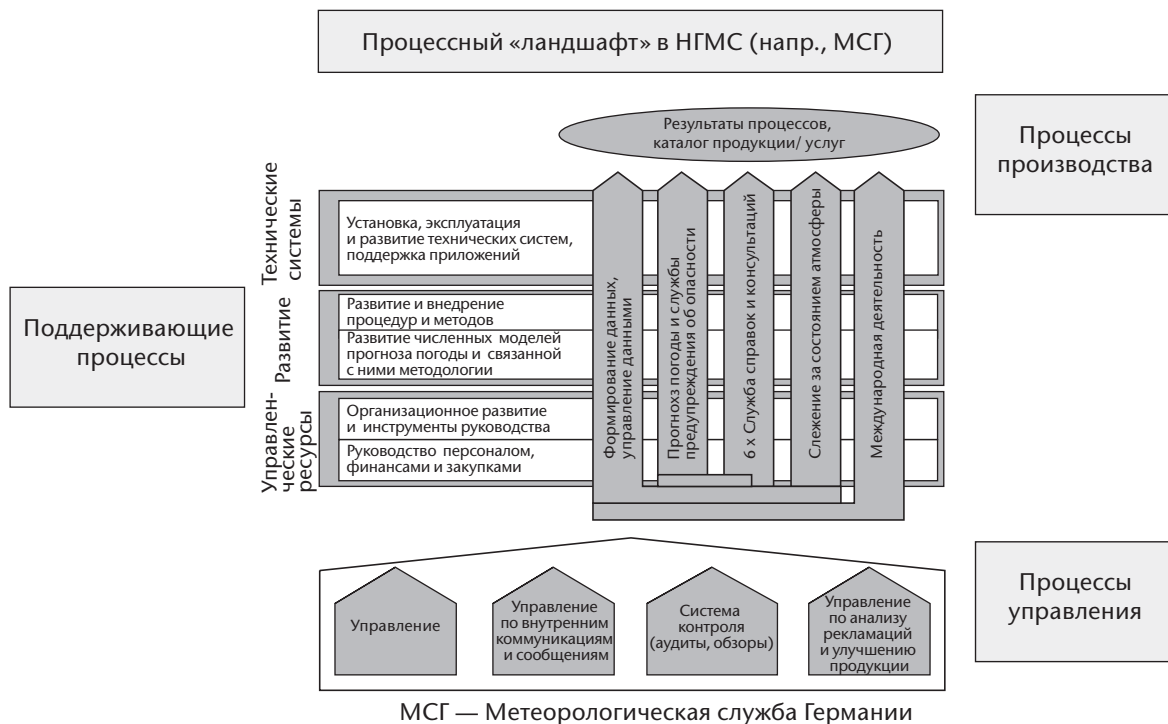 Процессный «ландшафт» в НГМС (напр., МСГ)
Результаты процессов,
каталог продукции/ услуг
Процессы
производства
Технические
системы
Установка, эксплуатация
и развитие технических систем,
поддержка приложений
Поддерживающие
процессы
Развитие
Развитие и внедрение
процедур и методов
Развитие численных моделей
прогноза погоды и связанной
с ними методологии
Управлен-
ческие
ресурсы
Организационное развитие
и инструменты руководства
Руководство персоналом,
финансами и закупками
Формирование данных,
управление данными
Прогнохз погоды и службы
предупреждения об опасности
6 х Служба справок и консультаций
Слежение за состоянием атмосферы
Международная деятельность
Управление
Управление
по внутренним
коммуникациям
и сообщениям
Система
контроля
(аудиты, обзоры)
Управление
по анализу
рекламаций
и улучшению
продукции
Процессы
управления
МСГ — Метеорологическая служба Германии